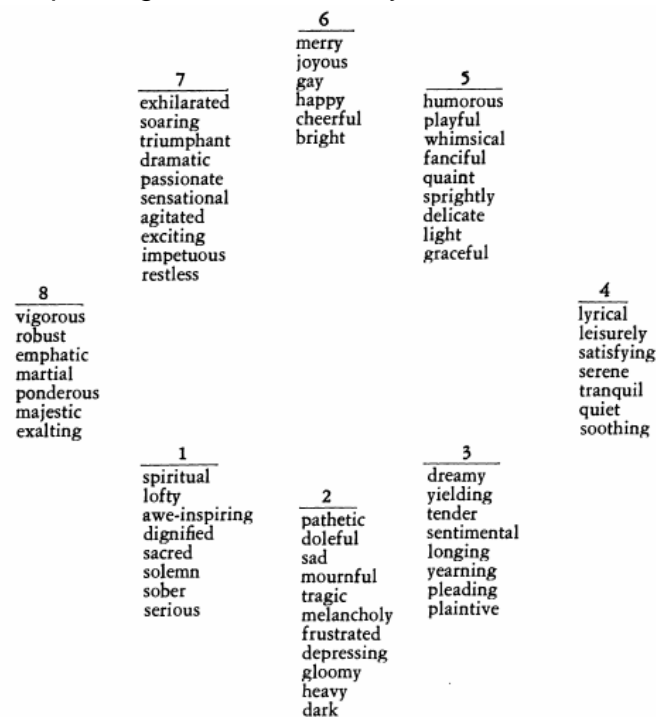 6
merry
joyous
gay
happy
cheerful
bright
7
exhilarated
soaring
triumphant
dramatic
passionate
sensational
agitated
exciting
impetuous
restless
5
humorous
playful
whimsical
fanciful
quaint
sprightly
delicate
light
graceful
8
vigorous
robust
emphatic
martial
ponderous
majestic
exalting
4
lyrical
leisurely
satisfying
serene
tranquil
quiet
soothing
1
spiritual
lofty
awe-inspiring
dignified
sacred
solemn
sober
serious
2
pathetic
doleful
sad
mournful
tragic
melancholy
frustrated
depressing
gloomy
heavy
dark
3
dreamy
yielding
tender
sentimental
longing
yearning
pleading
plaintive